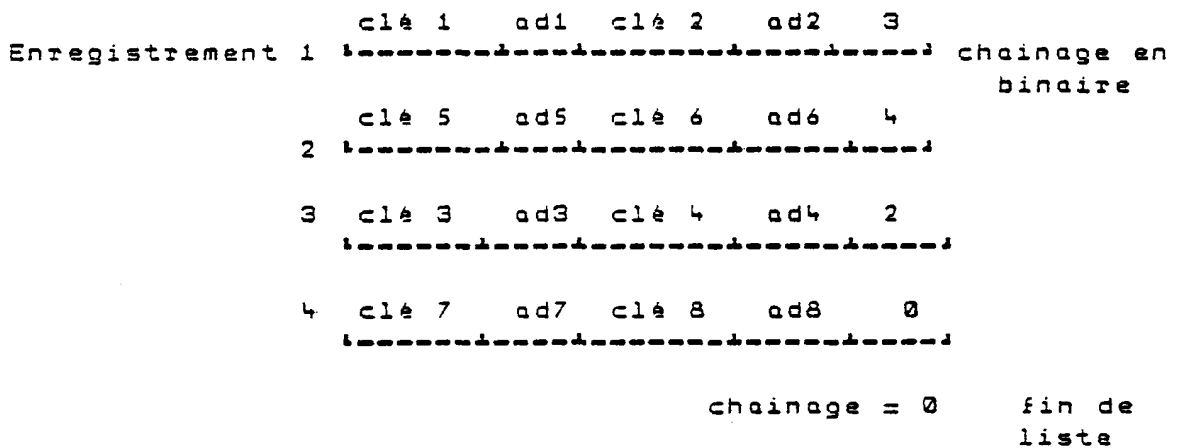 clé 1 ad1 clé 2 ad2 3
Enregistrement 1 chainage en
binaire
clé 5 ad5 clé 6 ad6 4
2
3 clé 3 ad3 clé 4 ad4 2
4 clé 7 ad7 clé 8 ad8 0
chainage = 0 fin de
liste